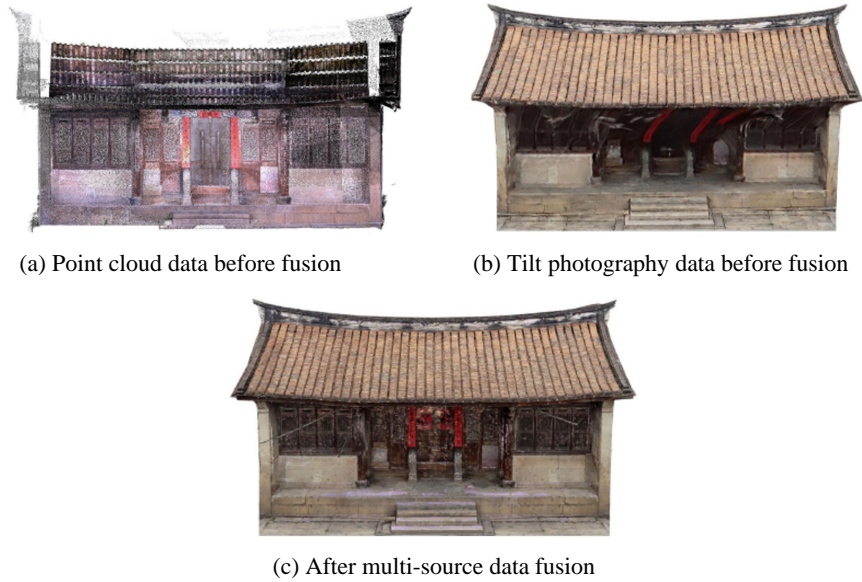 (a) Point cloud data before fusion
(b) Tilt photography data before fusion
(c) After multi-source data fusion